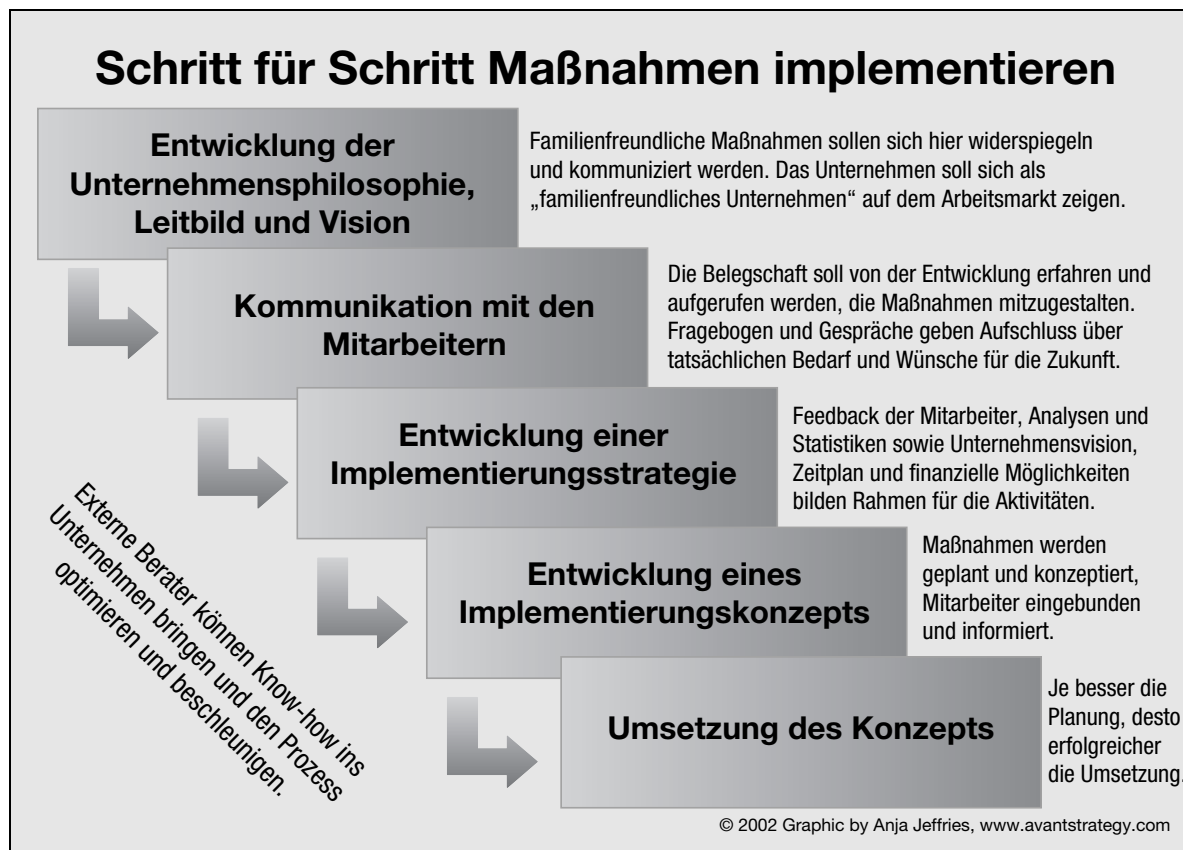 Schritt für Schritt Maßnahmen implementieren
Entwicklung der
Unternehmensphilosophie,
Leitbild und Vision
Familienfreundliche Maßnahmen sollen sich hier widerspiegeln
und kommuniziert werden. Das Unternehmen soll sich als
„familienfreundliches Unternehmen“ auf dem Arbeitsmarkt zeigen.
Kommunikation mit den
Mitarbeitern
Die Belegschaft soll von der Entwicklung erfahren und
aufgerufen werden, die Maßnahmen mitzugestalten.
Fragebogen und Gespräche geben Aufschluss über
tatsächlichen Bedarf und Wünsche für die Zukunft.
Entwicklung einer
Implementierungsstrategie
Feedback der Mitarbeiter, Analysen und
Statistiken sowie Unternehmensvision,
Zeitplan und finanzielle Möglichkeiten
bilden Rahmen für die Aktivitäten.
Entwicklung eines
Implementierungskonzepts
Maßnahmen werden
geplant und konzeptiert,
Mitarbeiter eingebunden
und informiert.
Umsetzung des Konzepts
Je besser die
Planung, desto
erfolgreicher
die Umsetzung.
Externe Berater können Know-how ins
Unternehmen bringen und den Prozess
optimieren und beschleunigen.
© 2002 Graphic by Anja Jeffries, www.avantstrategy.com